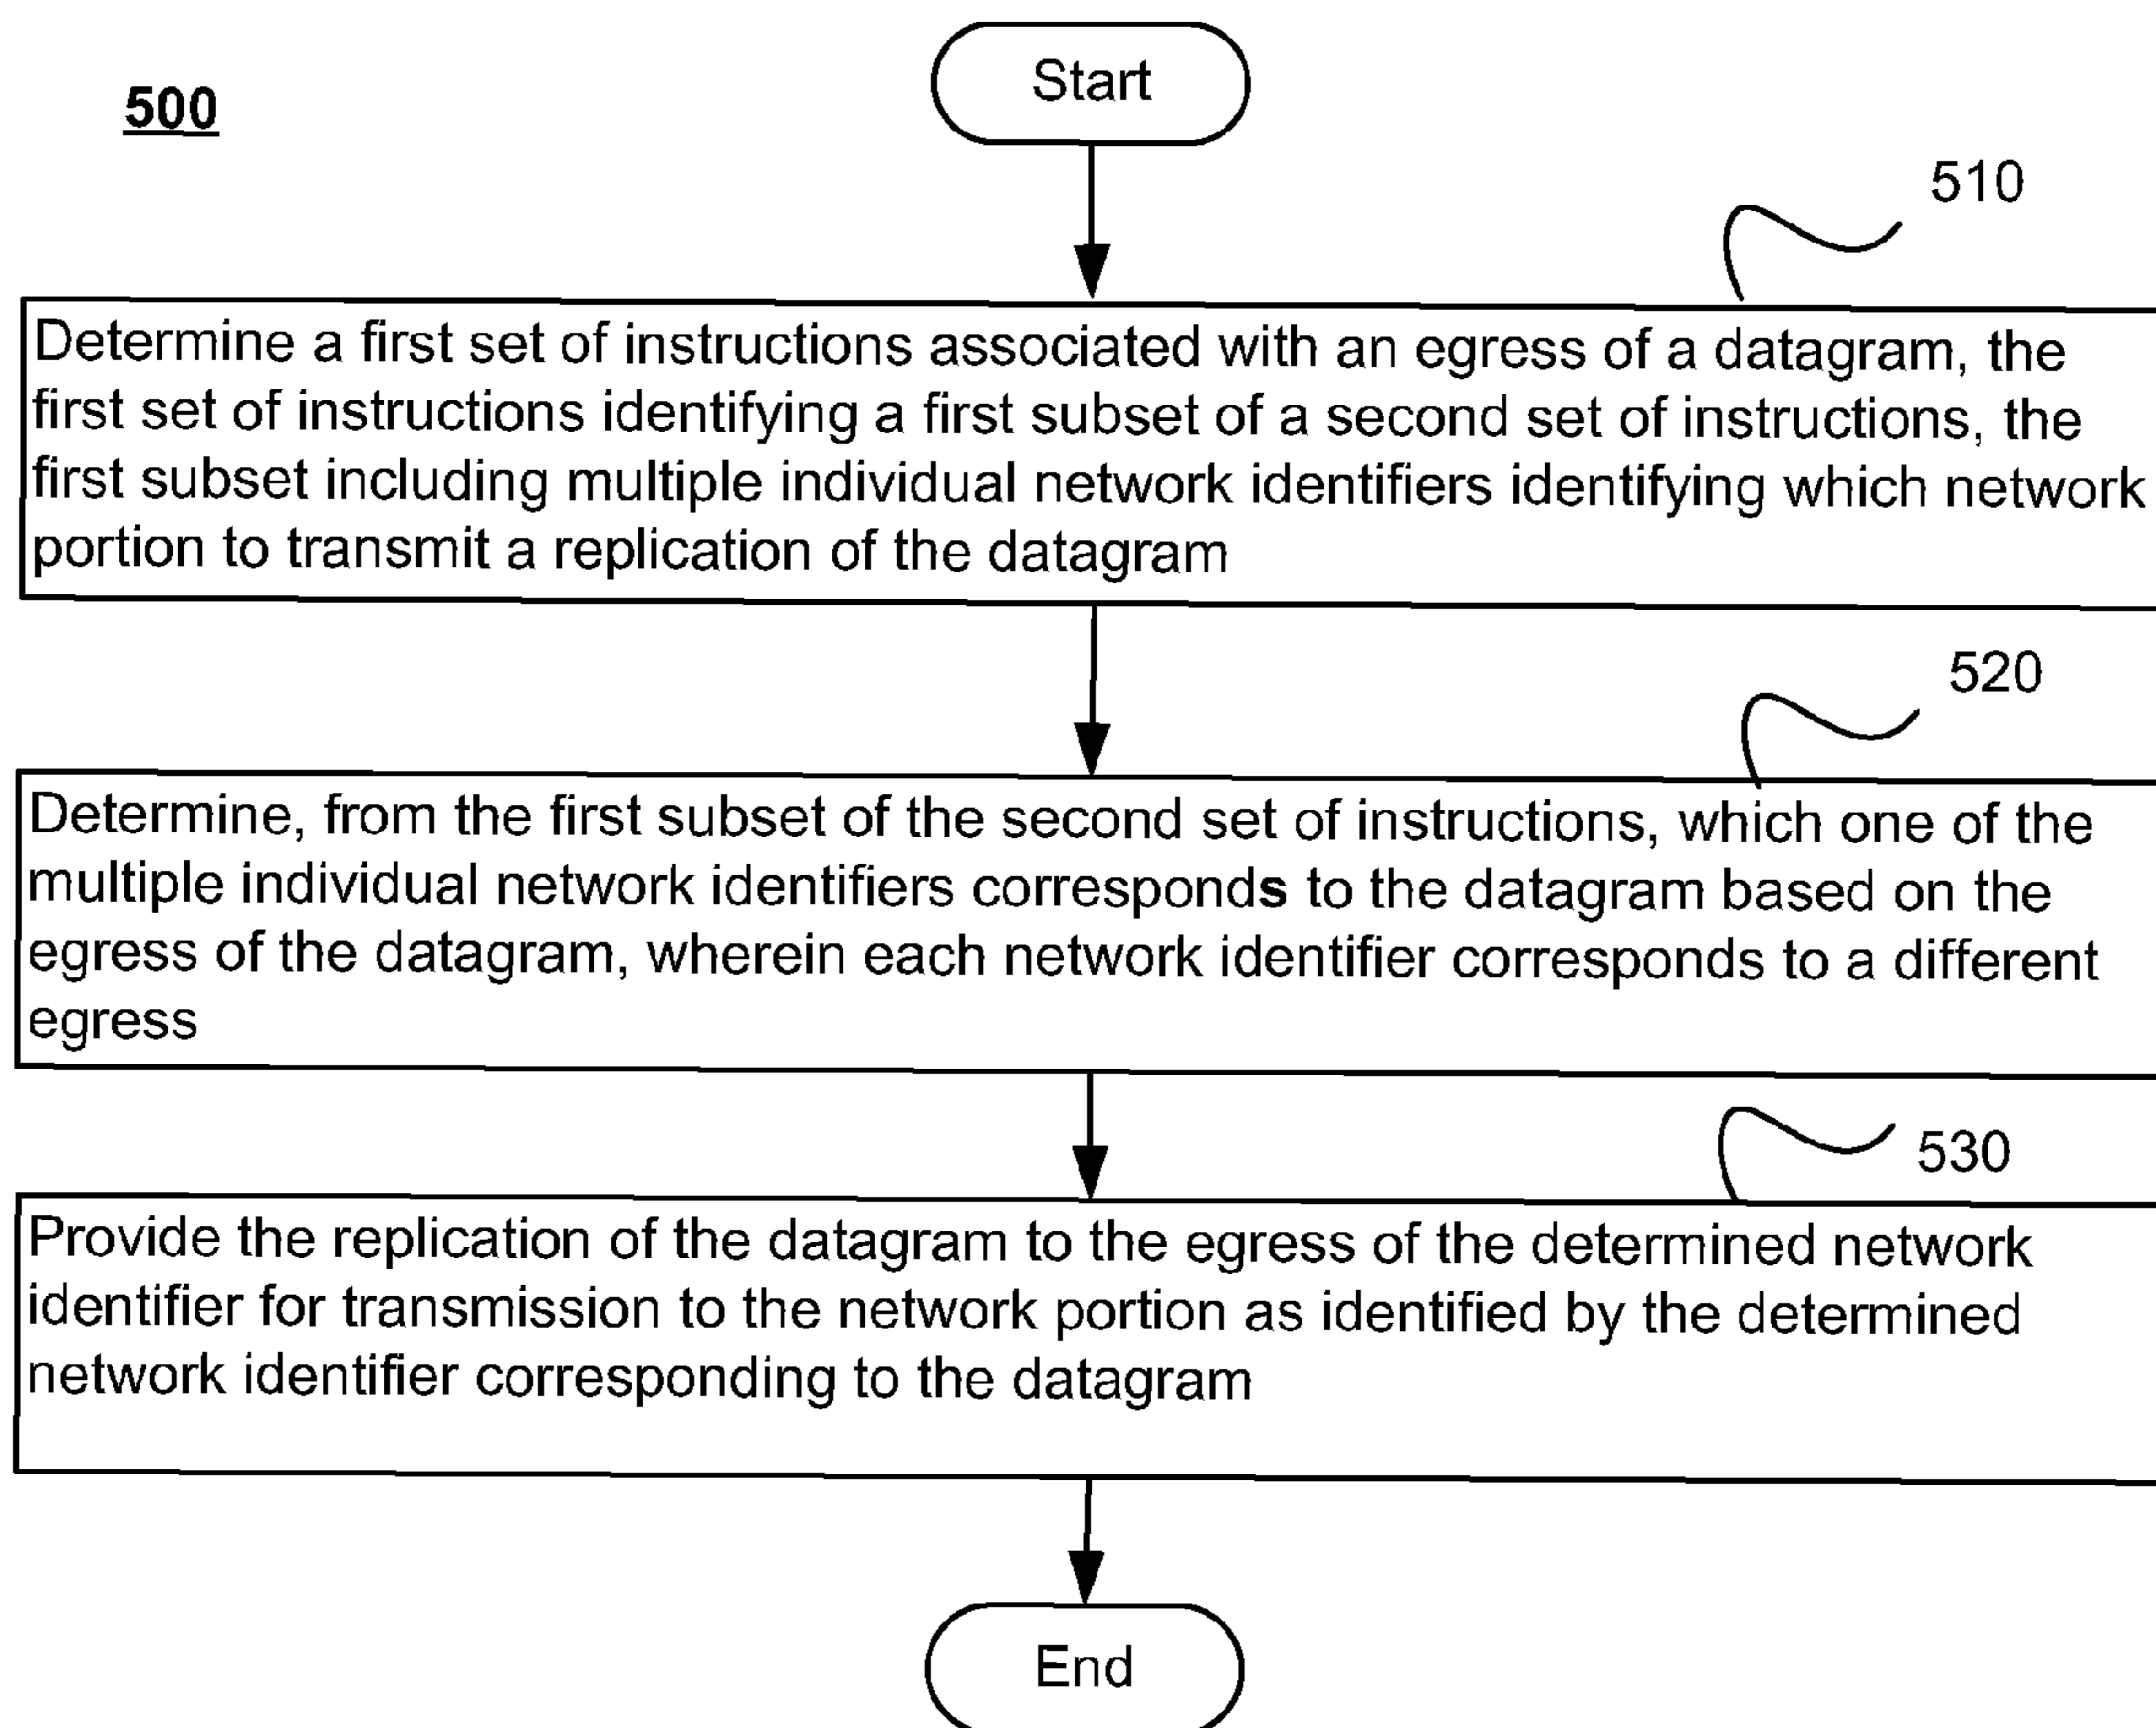 Start
500
510
Determine a first set of instructions associated with an egress of a datagram, the
first set of instructions identifying a first subset of a second set of instructions, the
first subset including multiple individual network identifiers identifying which network
portion to transmit a replication of the datagram
520
Determine, from the first subset of the second set of instructions, which one of the
multiple individual network identifiers corresponds to the datagram based on the
egress of the datagram, wherein each network identifier corresponds to a different
egress
530
Provide the replication of the datagram to the egress of the determined network
identifier for transmission to the network portion as identified by the determined
network identifier corresponding to the datagram
End